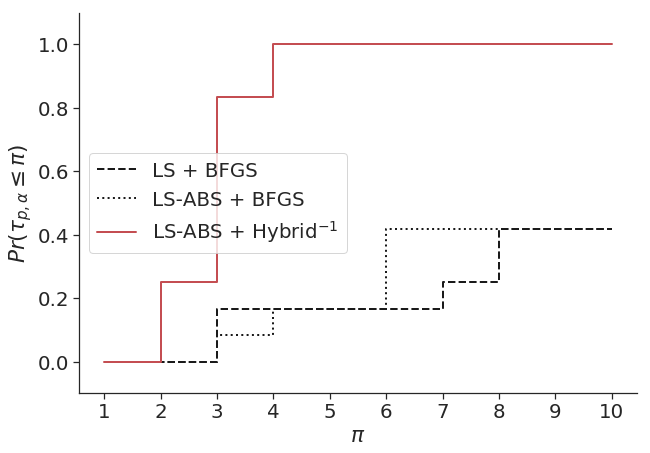 1.0
0.8
0.6
0.4
0.2
0.0
Pr(τp,α ≤ π)
LS + BFGS
LS-ABS + BFGS
LS-ABS + Hybrid⁻¹
1 2 3 4 5 6 7 8 9 10
π